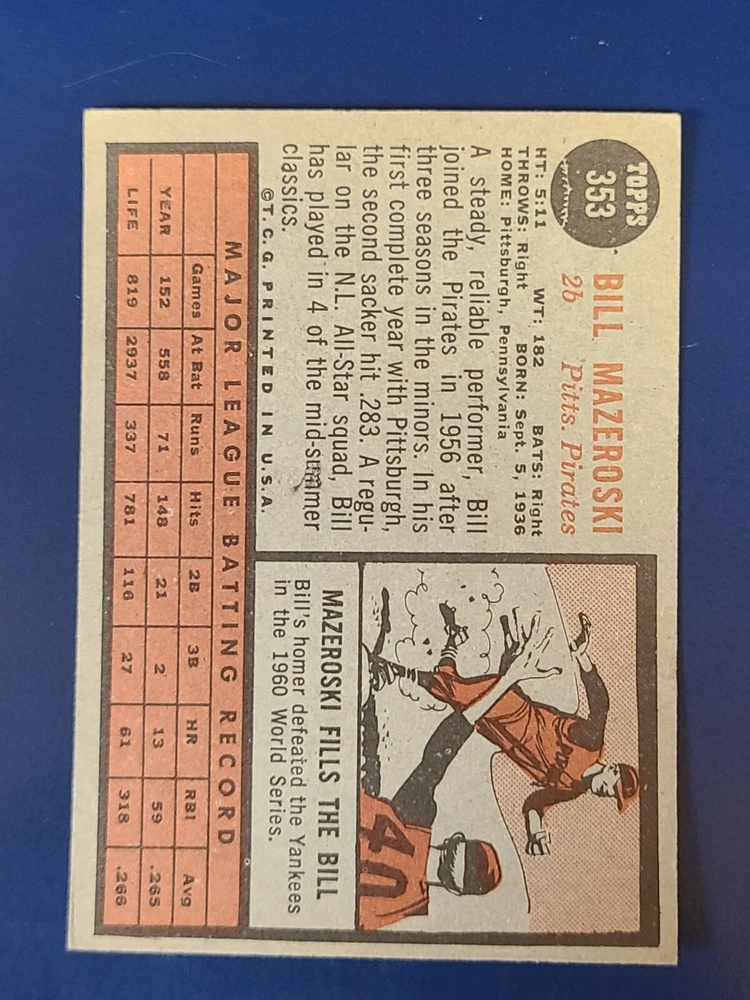 TOPPS
353
BILL MAZEROSKI
2b Pitts. Pirates
HT: 5:11 WT: 182 BATS: Right
THROWS: Right BORN: Sept. 5, 1936
HOME: Pittsburgh, Pennsylvania
A steady, reliable performer, Bill
joined the Pirates in 1956 after
three seasons in the minors. In his
first complete year with Pittsburgh,
the second sacker hit .283. A regu-
lar on the N.L. All-Star squad, Bill
has played in 4 of the mid-summer
classics.
©T. C. G. PRINTED IN U.S.A.
40
MAZEROSKI FILLS THE BILL
Bill's homer defeated the Yankees
in the 1960 World Series.
MAJOR LEAGUE BATTING RECORD
Games At Bat Runs Hits 2B 3B HR RBI Avg
YEAR 152 558 71 148 21 2 13 59 .265
LIFE 819 2937 337 781 116 27 61 318 .266